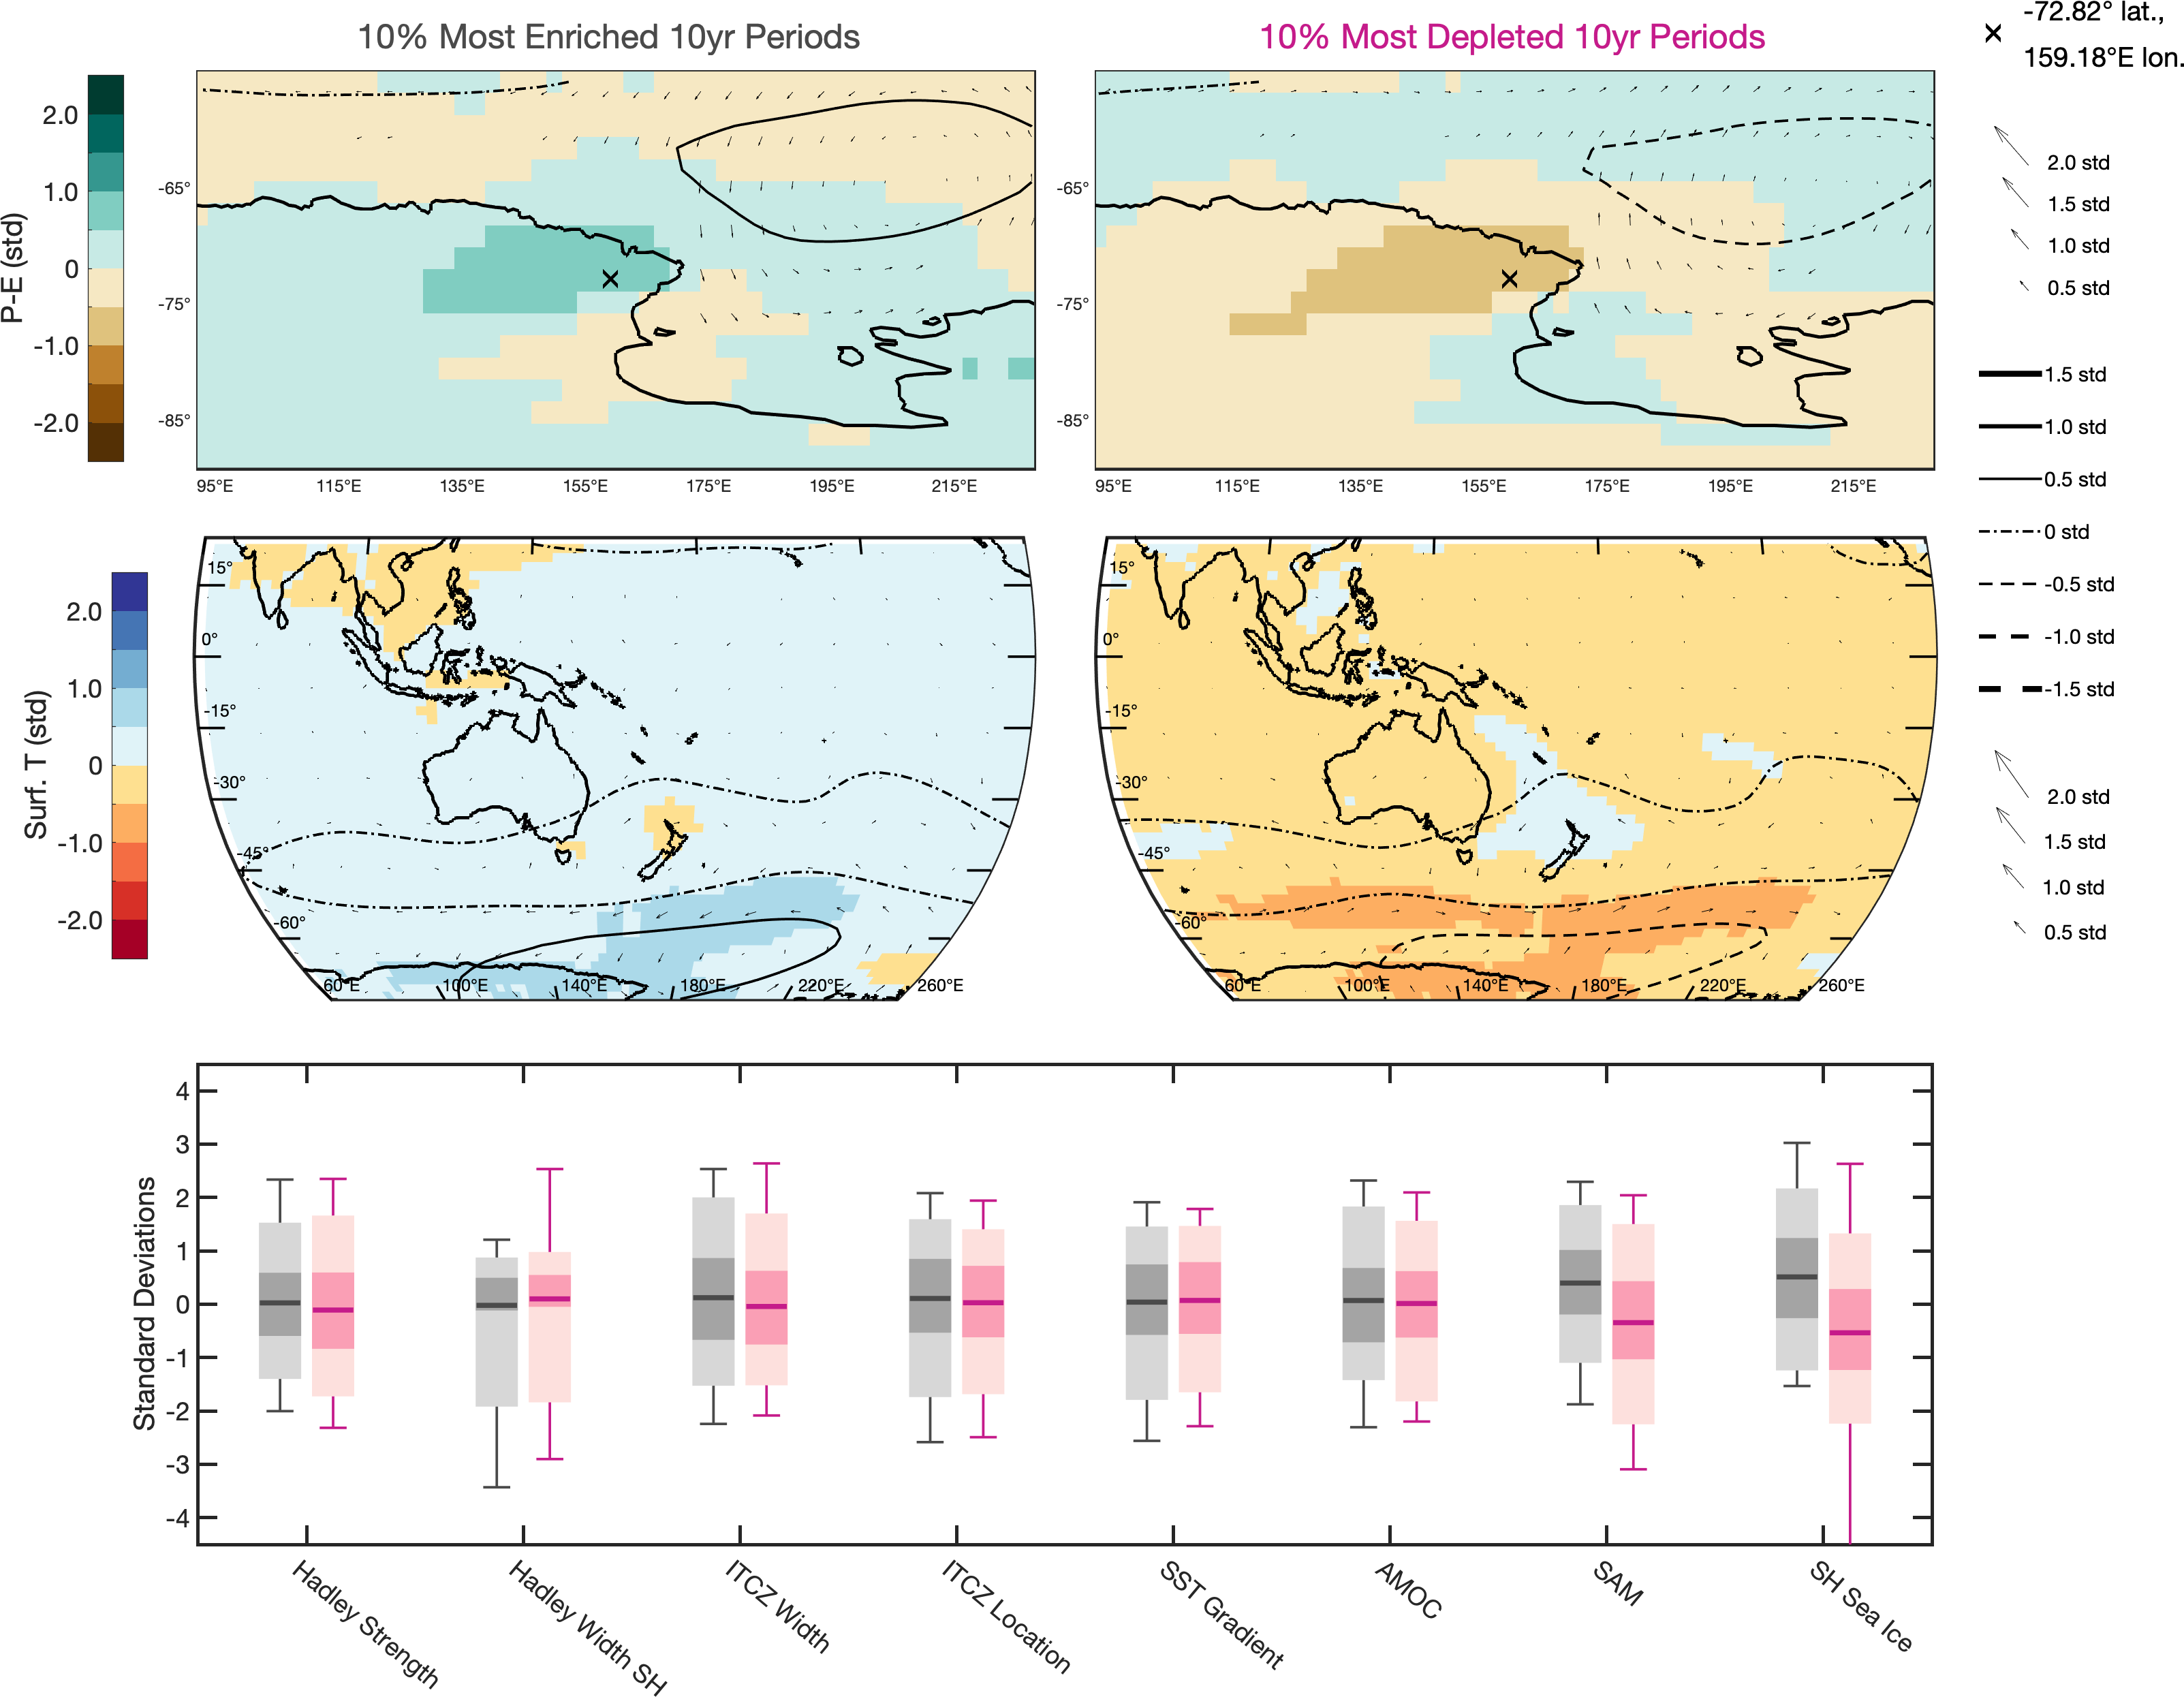 10% Most Enriched 10yr Periods
10% Most Depleted 10yr Periods
-72.82° lat.,
159.18°E lon.
P-E (std)
2.0
1.0
0
-1.0
-2.0
-65°
-75°
-85°
95°E 115°E 135°E 155°E 175°E 195°E 215°E
-65°
-75°
-85°
95°E 115°E 135°E 155°E 175°E 195°E 215°E
2.0 std
1.5 std
1.0 std
0.5 std
1.5 std
1.0 std
0.5 std
0 std
-0.5 std
-1.0 std
-1.5 std
Surf. T (std)
2.0
1.0
0
-1.0
-2.0
15°
0°
-15°
-30°
-45°
-60°
60°E 100°E 140°E 180°E 220°E 260°E
15°
0°
-15°
-30°
-45°
-60°
60°E 100°E 140°E 180°E 220°E 260°E
2.0 std
1.5 std
1.0 std
0.5 std
Standard Deviations
4
3
2
1
0
-1
-2
-3
-4
Hadley Strength
Hadley Width SH
ITCZ Width
ITCZ Location
SST Gradient
AMOC
SAM
SH Sea Ice